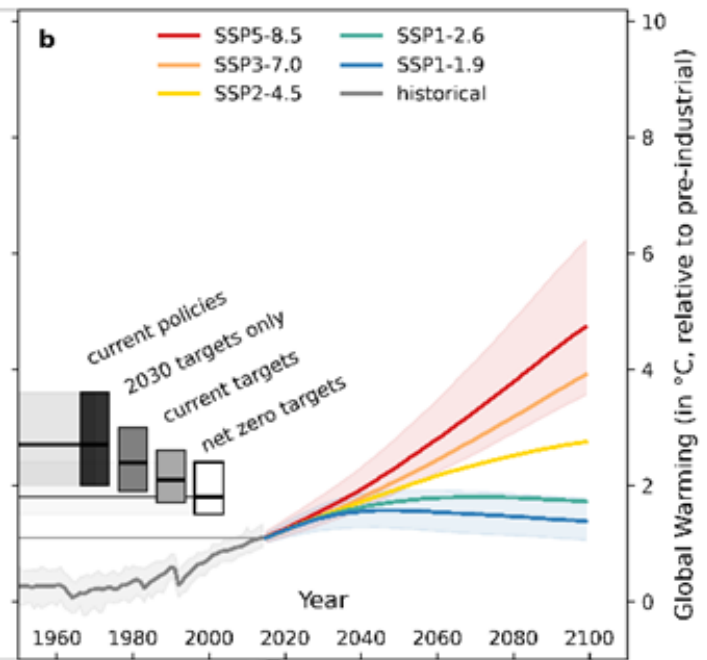 b
SSP5-8.5
SSP3-7.0
SSP2-4.5
SSP1-2.6
SSP1-1.9
historical
current policies
2030 targets only
current targets
net zero targets
10
8
6
4
2
0
Global Warming (in °C, relative to pre-industrial)
Year
1960 1980 2000 2020 2040 2060 2080 2100